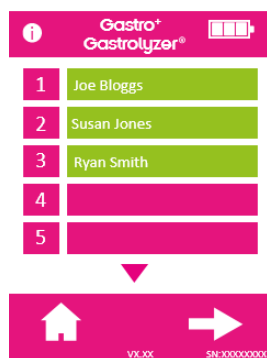 i
Gastro+
Gastrolyzer®
1 Joe Bloggs
2 Susan Jones
3 Ryan Smith
4
5
VX.XX SN:XXXXXXXX